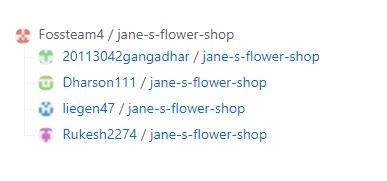 Fossteam4 / jane-s-flower-shop
20113042gangadhar / jane-s-flower-shop
Dharson111 / jane-s-flower-shop
liegen47 / jane-s-flower-shop
Rukesh2274 / jane-s-flower-shop